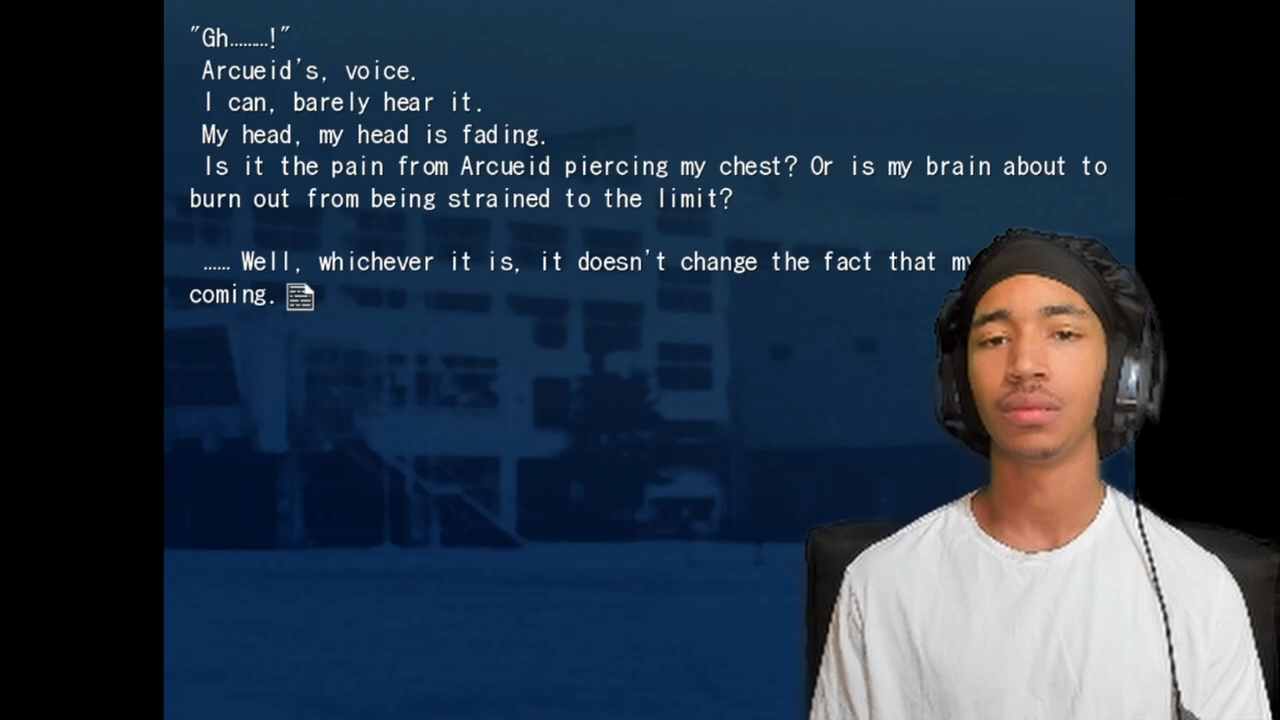 "Gh………!"
Arcueid's, voice.
I can, barely hear it.
My head, my head is fading.
Is it the pain from Arcueid piercing my chest? Or is my brain about to
burn out from being strained to the limit?
…… Well, whichever it is, it doesn't change the fact that my
coming.